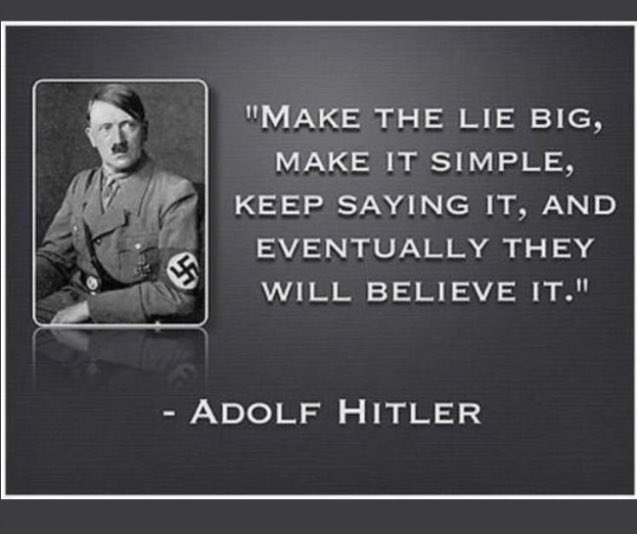 "MAKE THE LIE BIG,
MAKE IT SIMPLE,
KEEP SAYING IT, AND
EVENTUALLY THEY
WILL BELIEVE IT."
- ADOLF HITLER